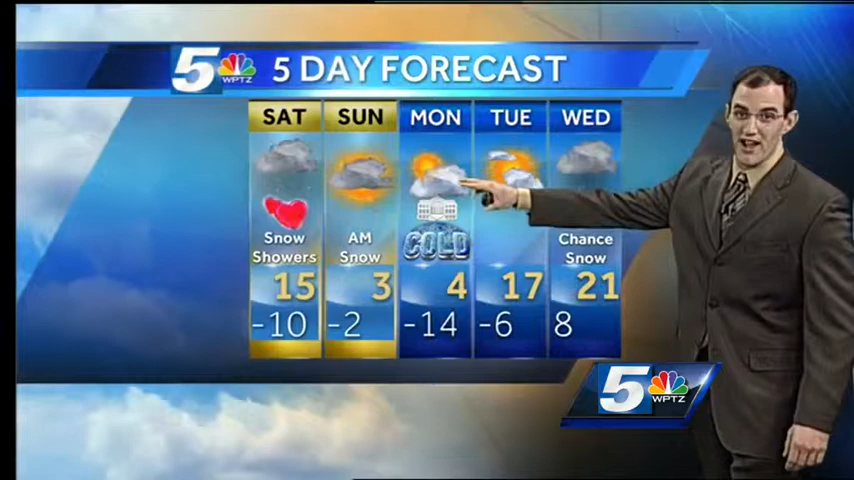 5 WPTZ 5 DAY FORECAST
SAT SUN MON TUE WED
COLD
Snow Showers
AM Snow
Chance Snow
15 3 4 17 21
-10 -2 -14 -6 8
5 WPTZ